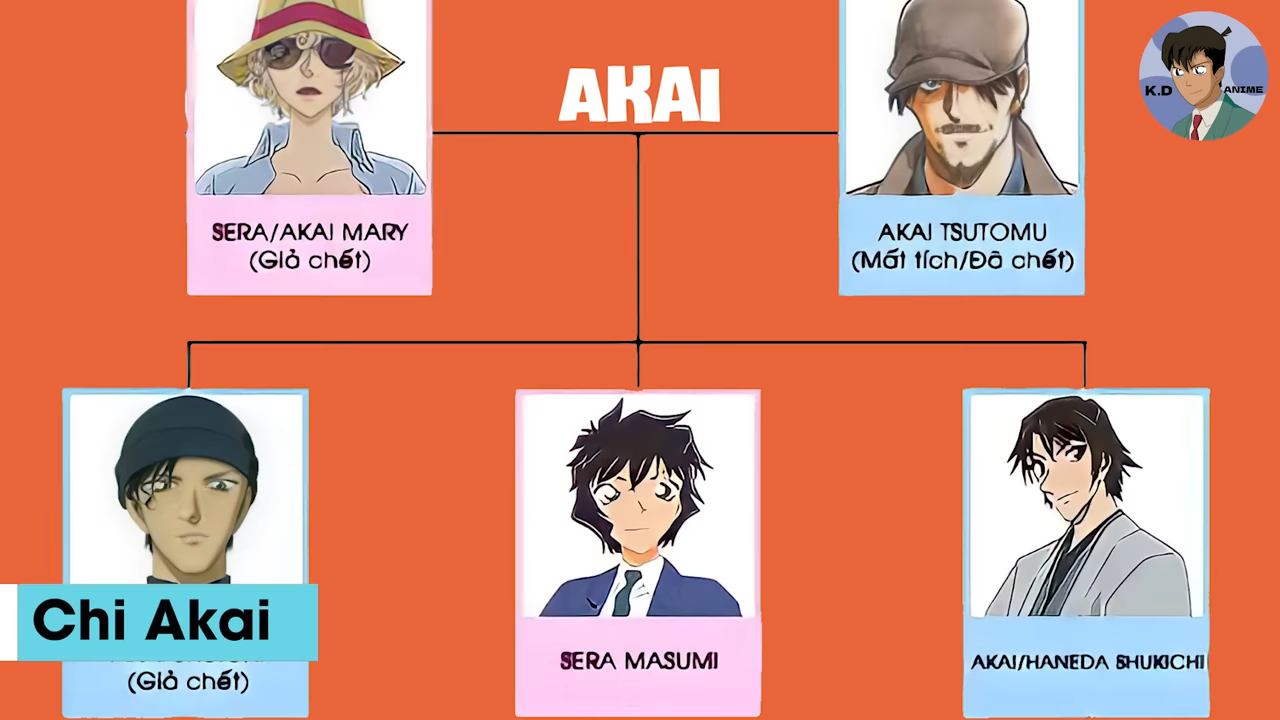 AKAI
K.D ANIME
SERA/AKAI MARY
(Giả chết)
AKAI TSUTOMU
(Mất tích/Đã chết)
Chi Akai
(Giả chết)
SERA MASUMI
AKAI/HANEDA SHUKICHI